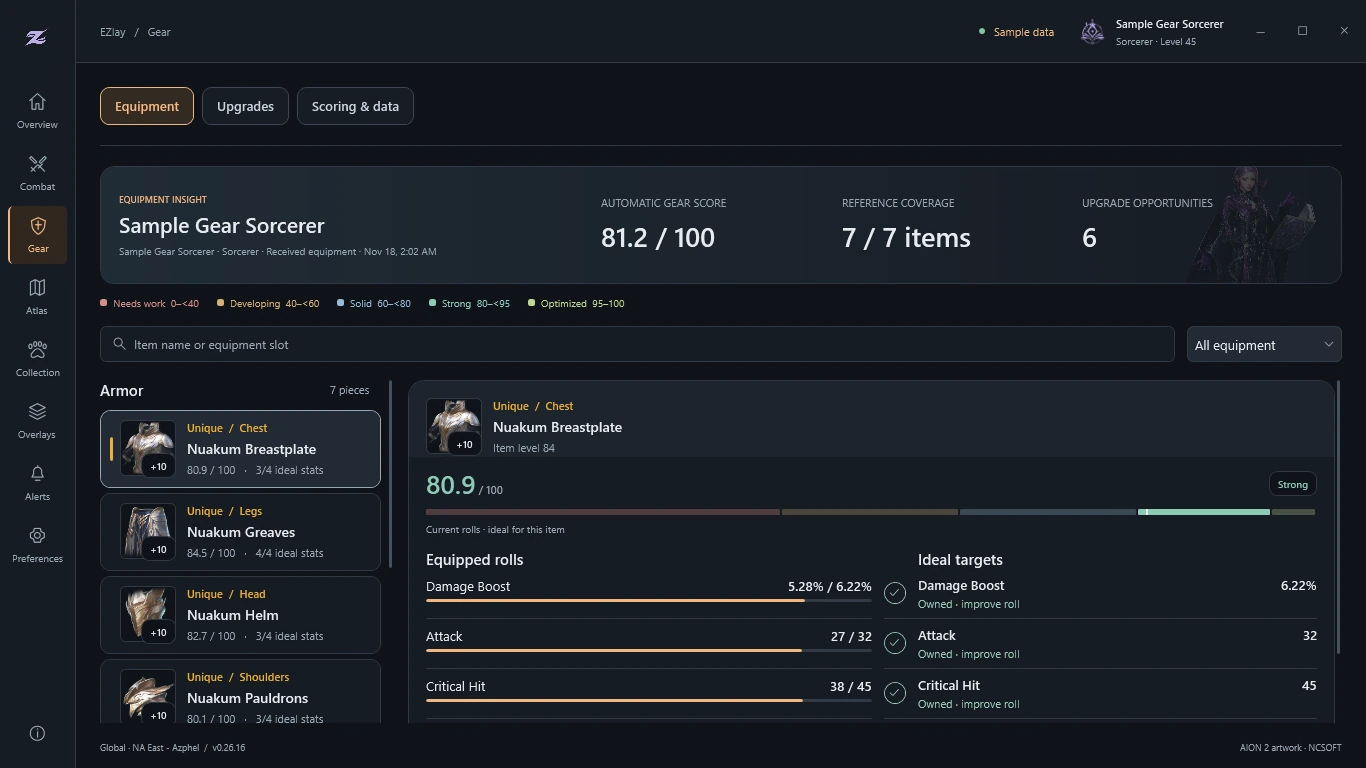 EZlay / Gear
Sample data
Sample Gear Sorcerer
Sorcerer · Level 45
Overview
Combat
Gear
Atlas
Collection
Overlays
Alerts
Preferences
Equipment
Upgrades
Scoring & data
EQUIPMENT INSIGHT
Sample Gear Sorcerer
Sample Gear Sorcerer · Sorcerer · Received equipment · Nov 18, 2:02 AM
AUTOMATIC GEAR SCORE
81.2 / 100
REFERENCE COVERAGE
7 / 7 items
UPGRADE OPPORTUNITIES
6
Needs work 0–<40
Developing 40–<60
Solid 60–<80
Strong 80–<95
Optimized 95–100
Item name or equipment slot
All equipment
Armor
7 pieces
Unique / Chest
Nuakum Breastplate
80.9 / 100 · 3/4 ideal stats
+10
Unique / Legs
Nuakum Greaves
84.5 / 100 · 4/4 ideal stats
+10
Unique / Head
Nuakum Helm
82.7 / 100 · 3/4 ideal stats
+10
Unique / Shoulders
Nuakum Pauldrons
80.1 / 100 · 3/4 ideal stats
+10
Unique / Chest
Nuakum Breastplate
Item level 84
+10
80.9 / 100
Strong
Current rolls · ideal for this item
Equipped rolls
Damage Boost 5.28% / 6.22%
Attack 27 / 32
Critical Hit 38 / 45
Ideal targets
Damage Boost 6.22%
Owned · improve roll
Attack 32
Owned · improve roll
Critical Hit 45
Owned · improve roll
Global · NA East - Azphel / v0.26.16
AION 2 artwork · NCSOFT